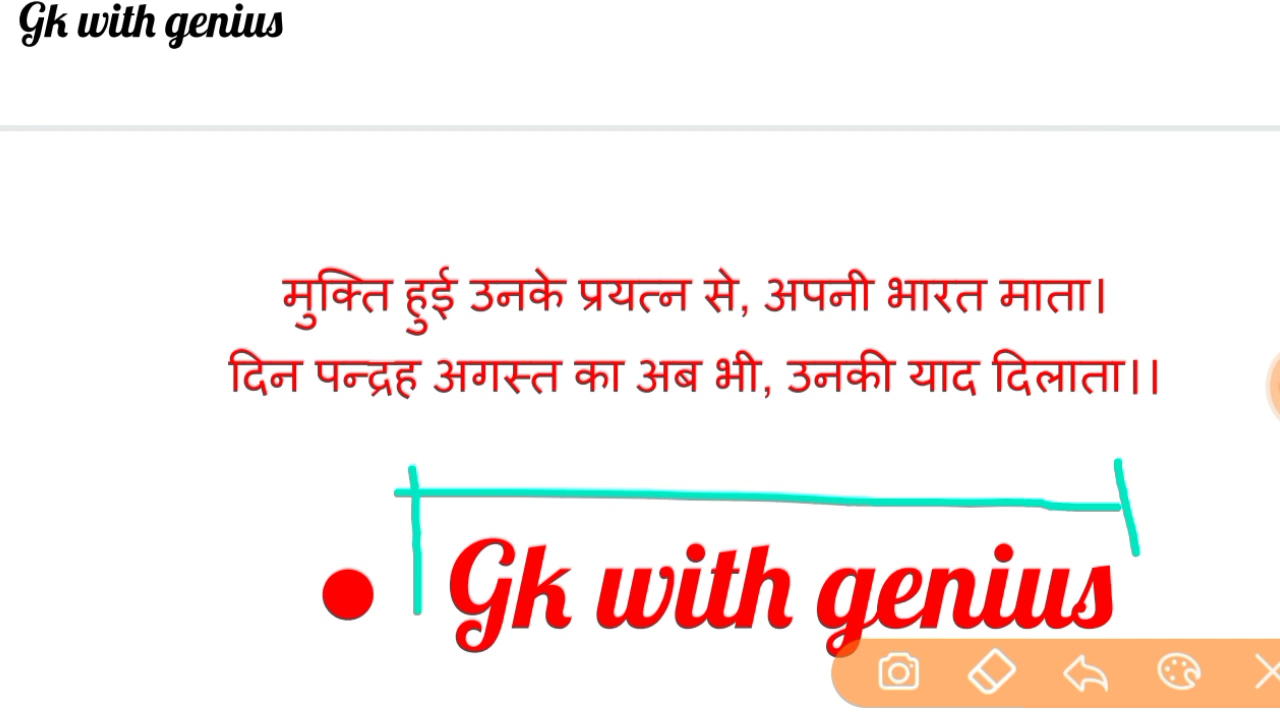 Gk with genius
मुक्ति हुई उनके प्रयत्न से, अपनी भारत माता।
दिन पन्द्रह अगस्त का अब भी, उनकी याद दिलाता।।
• Gk with genius